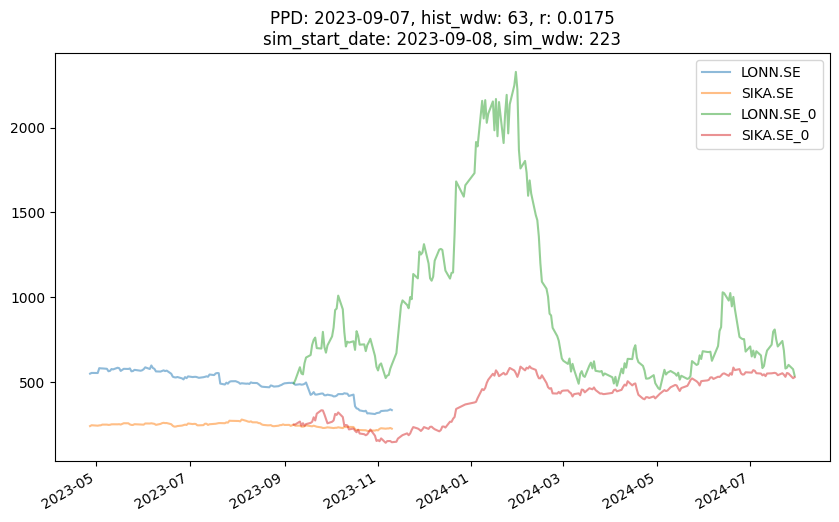 PPD: 2023-09-07, hist_wdw: 63, r: 0.0175
sim_start_date: 2023-09-08, sim_wdw: 223
LONN.SE
SIKA.SE
LONN.SE_0
SIKA.SE_0
2000
1500
1000
500
2023-05
2023-07
2023-09
2023-11
2024-01
2024-03
2024-05
2024-07